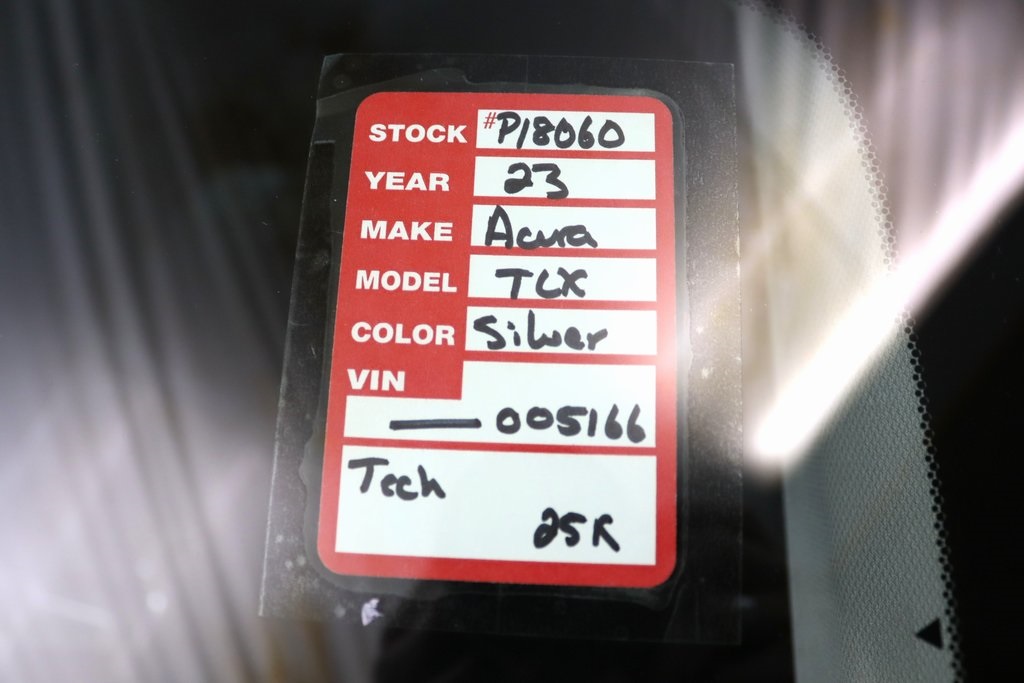 STOCK #P18060
YEAR 23
MAKE Acura
MODEL TLX
COLOR Silver
VIN
— 005166
Tech
25K